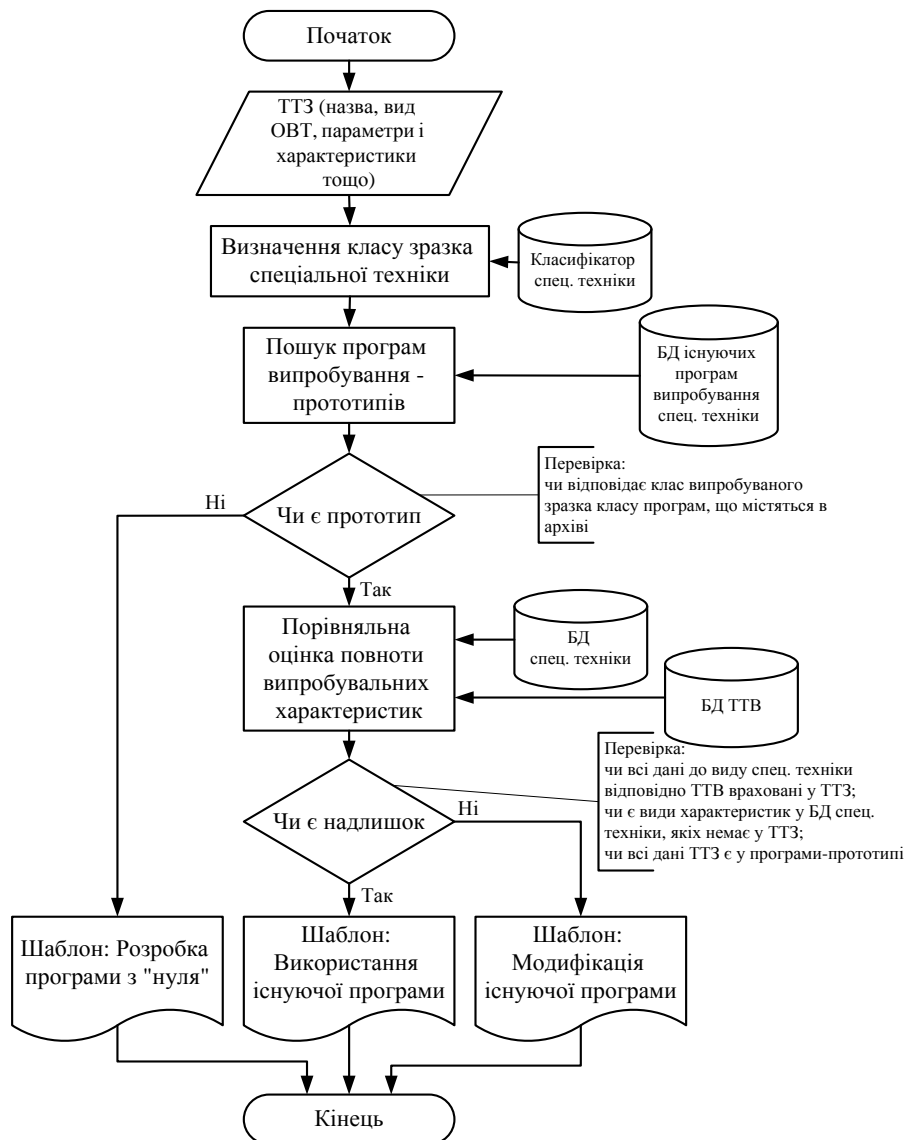 Початок
ТТЗ (назва, вид
ОВТ, параметри і
характеристики
тощо)
Визначення класу зразка
спеціальної техніки
Класифікатор
спец. техніки
Пошук програм
випробування -
прототипів
БД існуючих
програм
випробування
спец. техніки
Перевірка:
чи відповідає клас випробуваного
зразка класу програм, що містяться в
архіві
Ні
Чи є прототип
Так
Порівняльна
оцінка повноти
випробувальних
характеристик
БД
спец. техніки
БД ТТВ
Перевірка:
чи всі дані до виду спец. техніки
відповідно ТТВ враховані у ТТЗ;
чи є види характеристик у БД спец.
техніки, якіх немає у ТТЗ;
чи всі дані ТТЗ є у програми-прототипі
Чи є надлишок
Ні
Так
Шаблон: Розробка
програми з "нуля"
Шаблон:
Використання
існуючої програми
Шаблон:
Модифікація
існуючої програми
Кінець